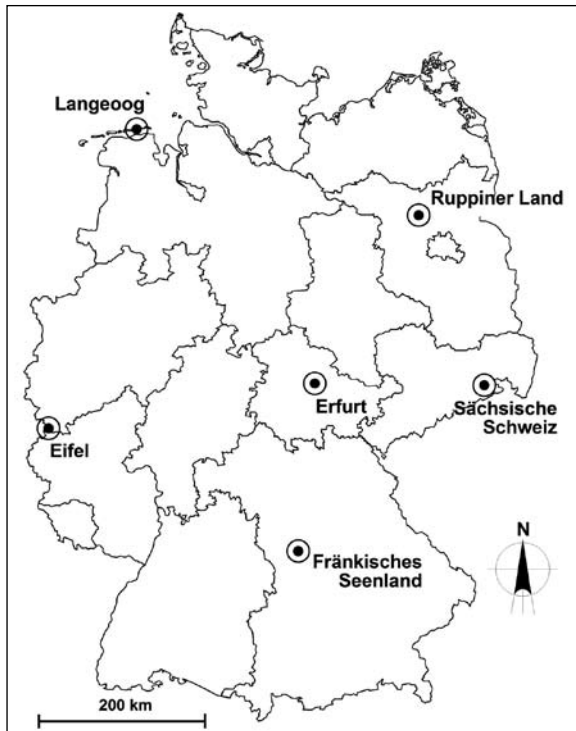 Langeoog
Ruppiner Land
Erfurt
Sächsische
Schweiz
Eifel
Fränkisches
Seenland
N
200 km